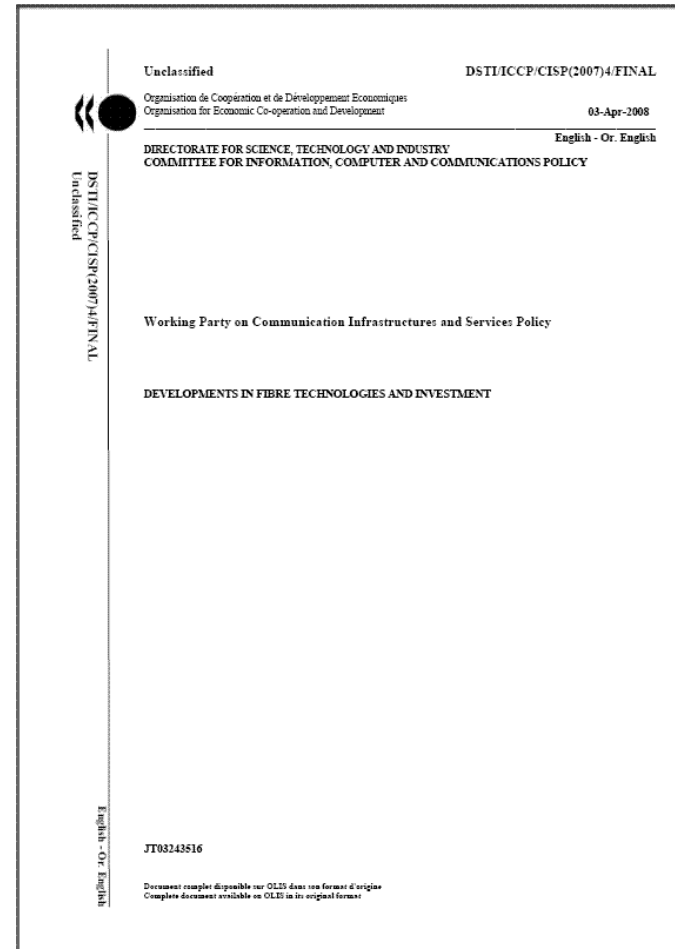 Unclassified DSTI/ICCP/CISP(2007)4/FINAL
Organisation de Coopération et de Développement Economiques
Organisation for Economic Co-operation and Development 03-Apr-2008
English - Or. English
DIRECTORATE FOR SCIENCE, TECHNOLOGY AND INDUSTRY
COMMITTEE FOR INFORMATION, COMPUTER AND COMMUNICATIONS POLICY
DSTI/ICCP/CISP(2007)4/FINAL
Unclassified
Working Party on Communication Infrastructures and Services Policy
DEVELOPMENTS IN FIBRE TECHNOLOGIES AND INVESTMENT
English - Or. English
JT03243516
Document complet disponible sur OLIS dans son format d'origine
Complete document available on OLIS in its original format